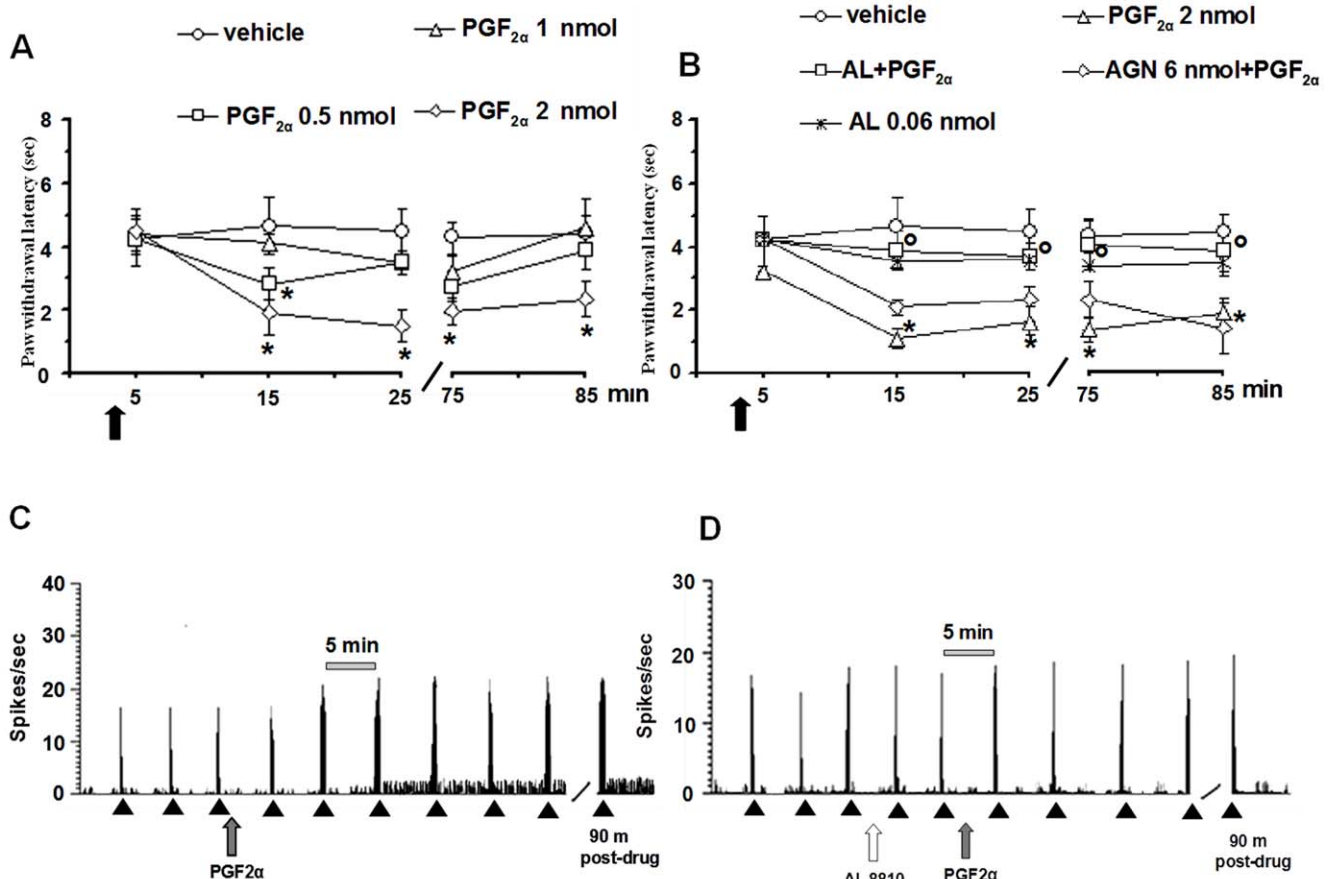 A
vehicle
PGF2α 1 nmol
PGF2α 0.5 nmol
PGF2α 2 nmol
Paw withdrawal latency (sec)
8
6
4
2
0
*
*
*
*
*
5 15 25 75 85 min
B
vehicle
PGF2α 2 nmol
AL+PGF2α
AGN 6 nmol+PGF2α
AL 0.06 nmol
Paw withdrawal latency (sec)
8
6
4
2
0
*
*
*
*
5 15 25 75 85 min
C
Spikes/sec
40
30
20
10
0
5 min
PGF2α
90 m
post-drug
D
Spikes/sec
30
20
10
0
5 min
AL 8810
PGF2α
90 m
post-drug